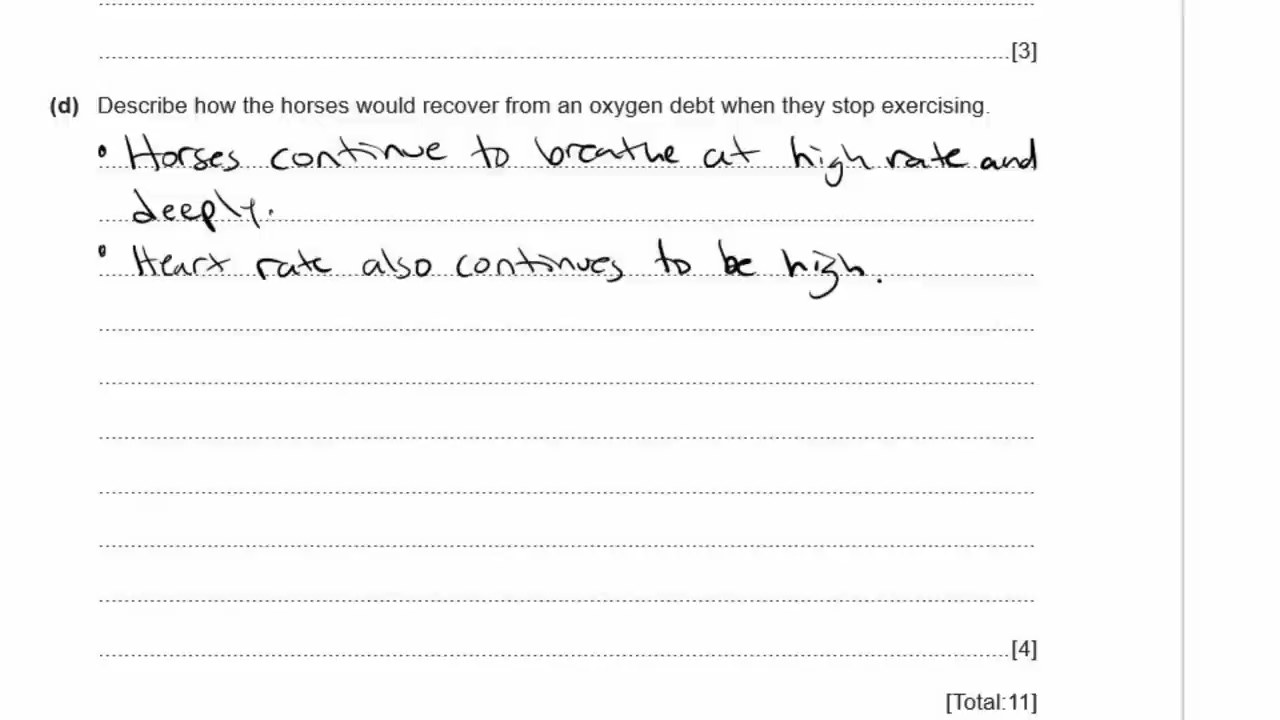 [3]
(d) Describe how the horses would recover from an oxygen debt when they stop exercising.
• Horses continue to breathe at high rate and
deeply.
• Heart rate also continues to be high.
[4]
[Total:11]